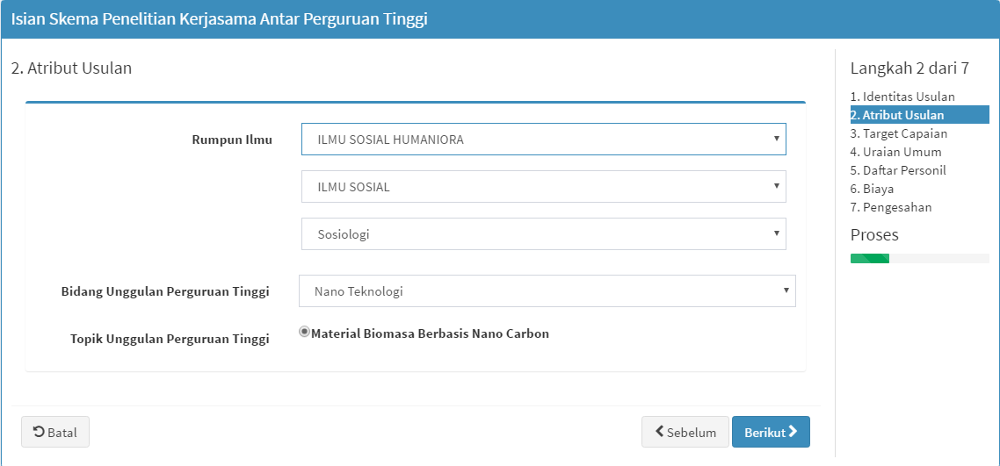 Isian Skema Penelitian Kerjasama Antar Perguruan Tinggi
2. Atribut Usulan
Rumpun Ilmu
ILMU SOSIAL HUMANIORA
ILMU SOSIAL
Sosiologi
Bidang Unggulan Perguruan Tinggi
Nano Teknologi
Topik Unggulan Perguruan Tinggi
Material Biomasa Berbasis Nano Carbon
Batal
Sebelum
Berikut
Langkah 2 dari 7
1. Identitas Usulan
2. Atribut Usulan
3. Target Capaian
4. Uraian Umum
5. Daftar Personil
6. Biaya
7. Pengesahan
Proses